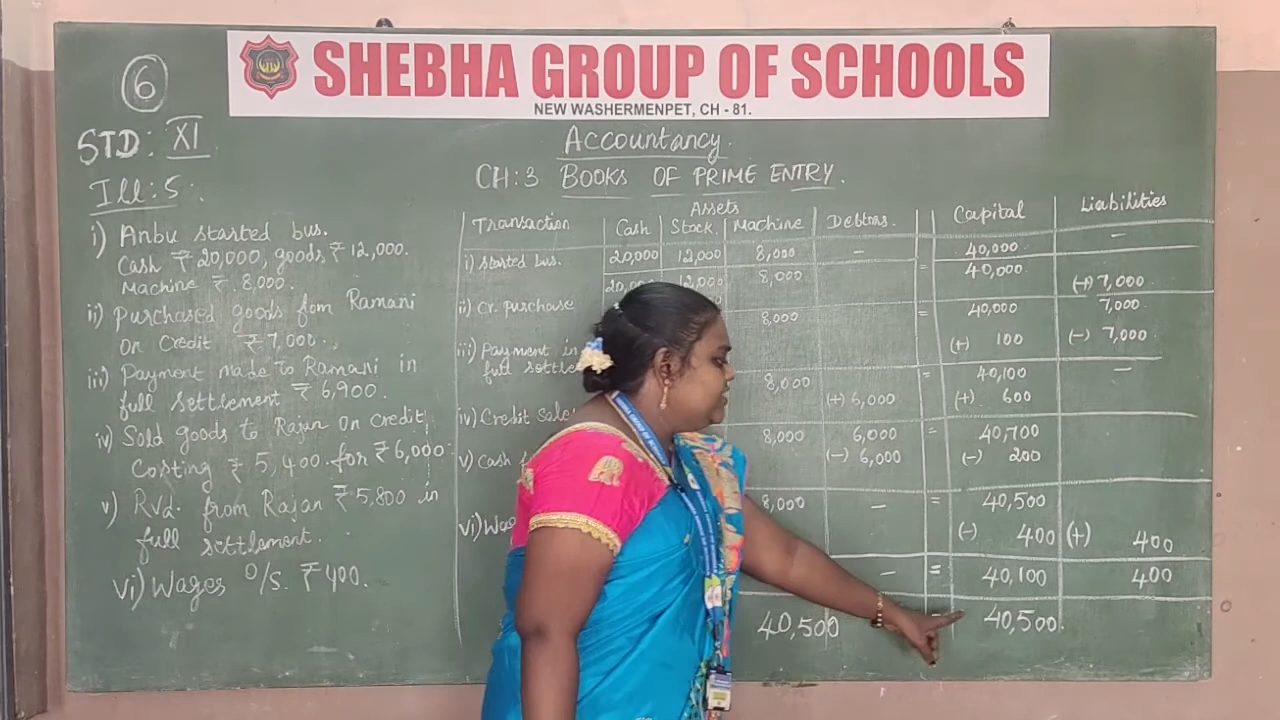 SHEBHA GROUP OF SCHOOLS
NEW WASHERMENPET, CH - 81.
6
STD: XI
Accountancy.
CH:3 BOOKS OF PRIME ENTRY.
Ill: 5.
i) Anbu started bus.
Cash ₹ 20,000, goods ₹ 12,000.
Machine ₹. 8,000.
ii) Purchased goods from Ramani
on Credit ₹ 7,000.
iii) Payment made to Ramani in
full settlement ₹ 6,900.
iv) Sold goods to Rajan on credit,
Costing ₹ 5,400. for ₹ 6,000.
v) Rvd. from Rajan ₹ 5,800 in
full settlement.
vi) Wages o/s. ₹ 400.
Assets
Transaction Cash Stock Machine Debtors. = Capital Liabilities
i) Started bus. 20,000 12,000 8,000 – 40,000 –
12,000 8,000 = 40,000
ii) Cr. purchase (+) 7,000
8,000 = 40,000 7,000
iii) Payment in (+) 100 (-) 7,000
full
8,000 = 40,100 –
iv) Credit (+) 6,000 (+) 600
8,000 6,000 = 40,700
v) Cash (-) 6,000 (-) 200
8,000 – = 40,500
vi) (-) 400 (+) 400
– = 40,100 400
40,500 = 40,500.